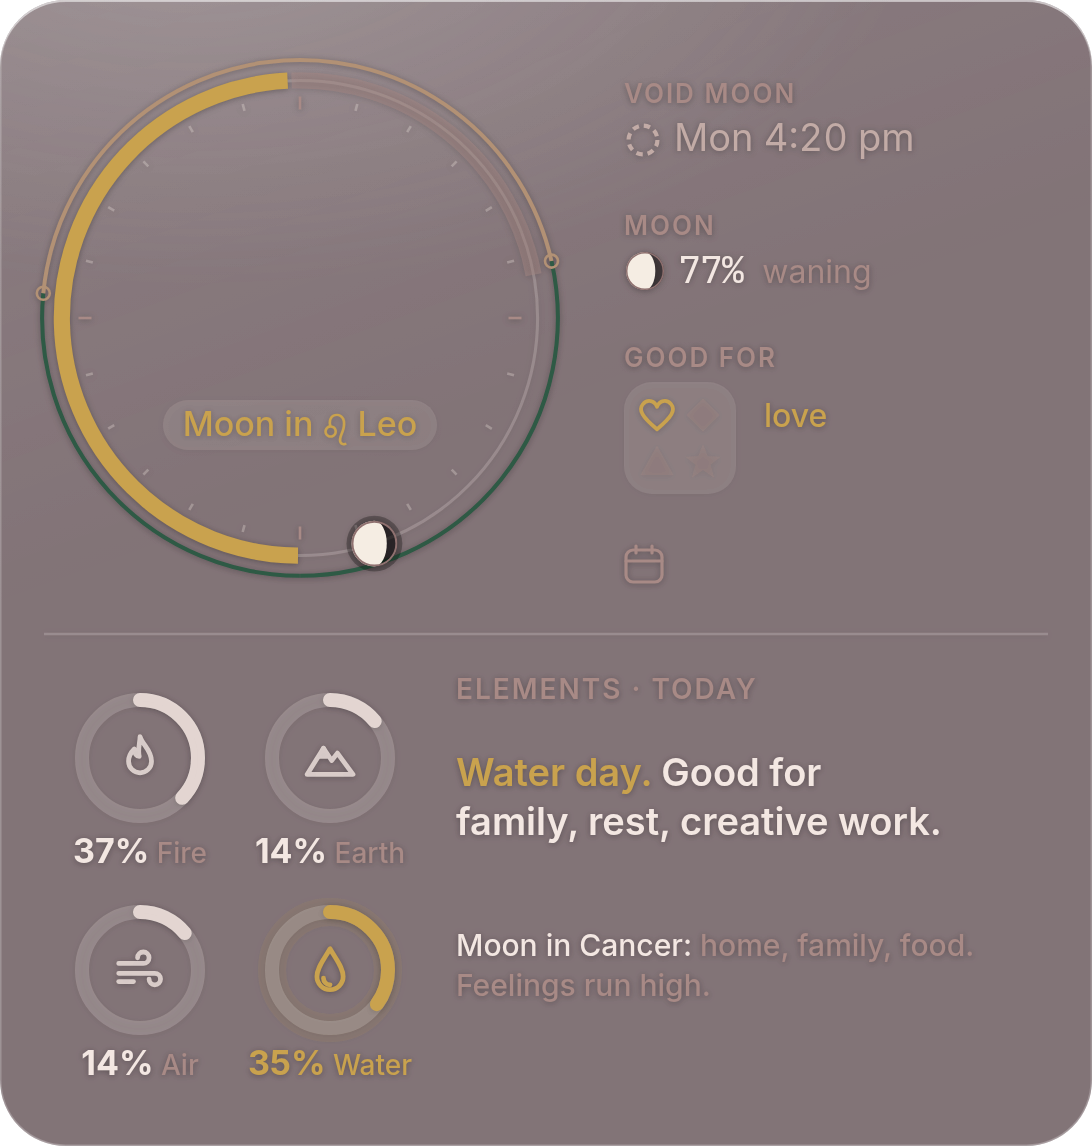 VOID MOON
Mon 4:20 pm
MOON
77% waning
GOOD FOR
love
Moon in ♌ Leo
ELEMENTS · TODAY
Water day. Good for
family, rest, creative work.
37% Fire
14% Earth
Moon in Cancer: home, family, food.
Feelings run high.
14% Air
35% Water